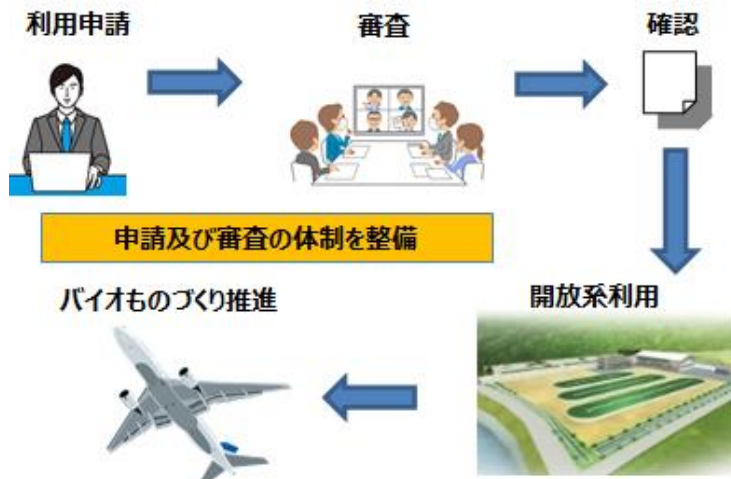 利用申請
審査
確認
申請及び審査の体制を整備
バイオものづくり推進
開放系利用